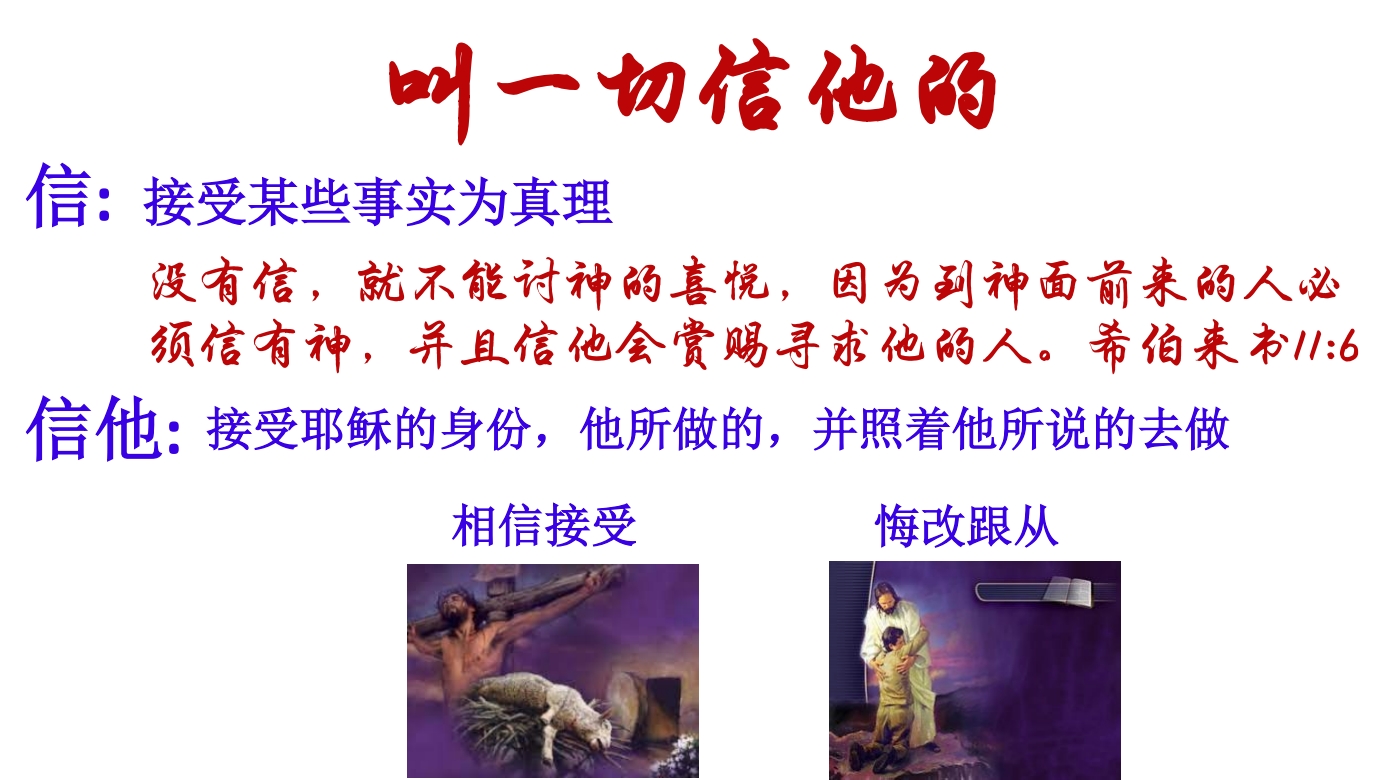 叫一切信他的
信: 接受某些事实为真理
没有信，就不能讨神的喜悦，因为到神面前来的人必
须信有神，并且信他会赏赐寻求他的人。希伯来书11:6
信他: 接受耶稣的身份，他所做的，并照着他所说的去做
相信接受 悔改跟从